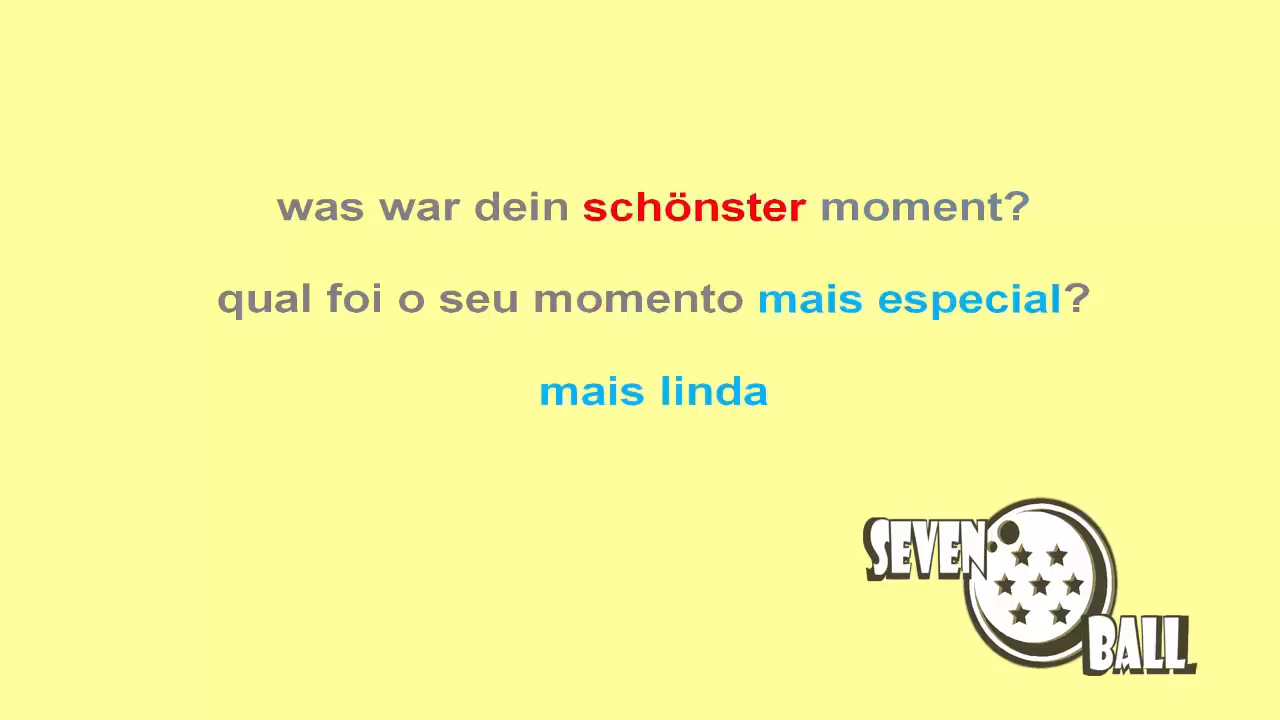 was war dein schönster moment?
qual foi o seu momento mais especial?
mais linda
SEVEN
BALL